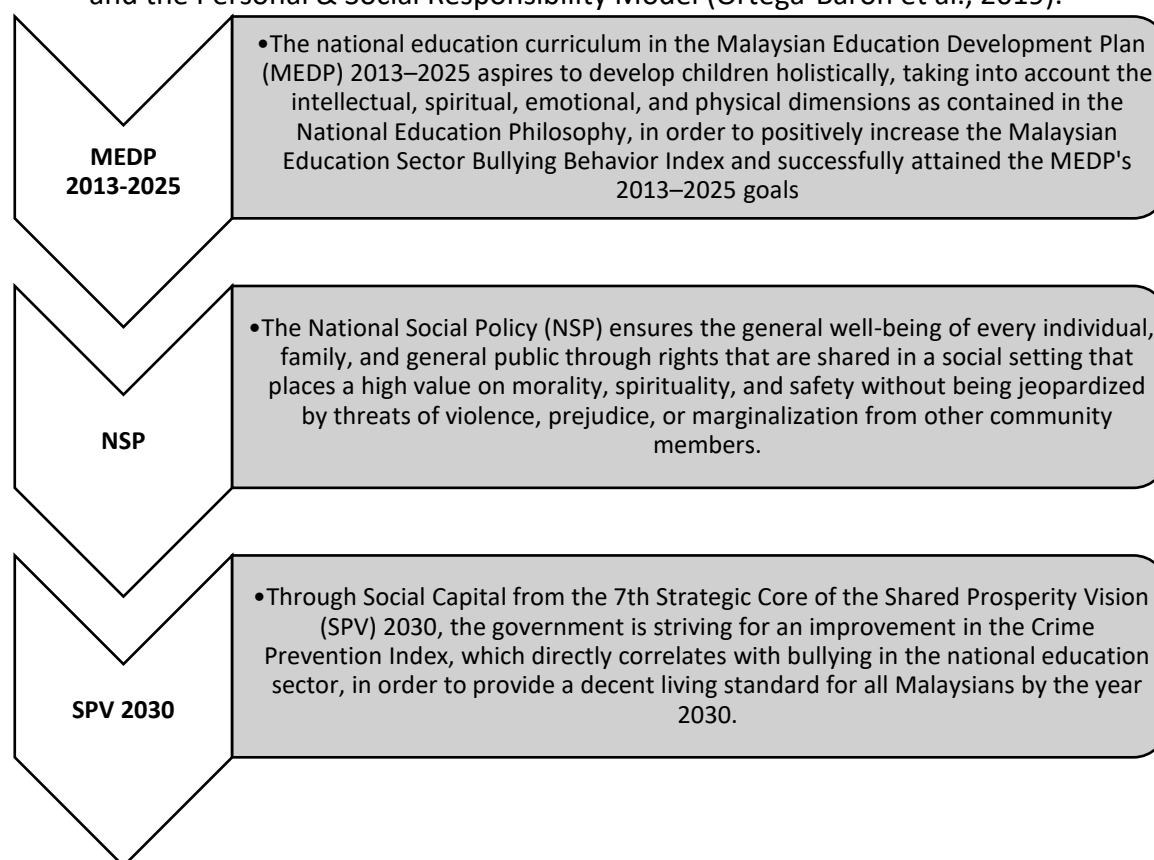 and the Personal & Social Responsibility Model (Ortega-Barón et al., 2019).
MEDP
2013-2025
•The national education curriculum in the Malaysian Education Development Plan
(MEDP) 2013–2025 aspires to develop children holistically, taking into account the
intellectual, spiritual, emotional, and physical dimensions as contained in the
National Education Philosophy, in order to positively increase the Malaysian
Education Sector Bullying Behavior Index and successfully attained the MEDP's
2013–2025 goals
NSP
•The National Social Policy (NSP) ensures the general well-being of every individual,
family, and general public through rights that are shared in a social setting that
places a high value on morality, spirituality, and safety without being jeopardized
by threats of violence, prejudice, or marginalization from other community
members.
SPV 2030
•Through Social Capital from the 7th Strategic Core of the Shared Prosperity Vision
(SPV) 2030, the government is striving for an improvement in the Crime
Prevention Index, which directly correlates with bullying in the national education
sector, in order to provide a decent living standard for all Malaysians by the year
2030.